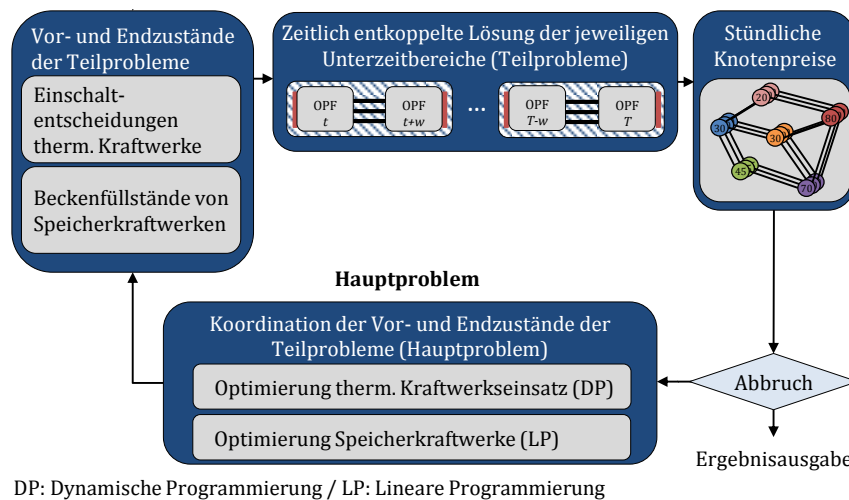 Vor- und Endzustände
der Teilprobleme
Einschalt-
entscheidungen
therm. Kraftwerke
Beckenfüllstände von
Speicherkraftwerken
Zeitlich entkoppelte Lösung der jeweiligen
Unterzeitbereiche (Teilprobleme)
OPF
t
OPF
t+w
...
OPF
T-w
OPF
T
Stündliche
Knotenpreise
20
80
30
30
45
70
Hauptproblem
Koordination der Vor- und Endzustände der
Teilprobleme (Hauptproblem)
Optimierung therm. Kraftwerkseinsatz (DP)
Optimierung Speicherkraftwerke (LP)
Abbruch
Ergebnisausgabe
DP: Dynamische Programmierung / LP: Lineare Programmierung